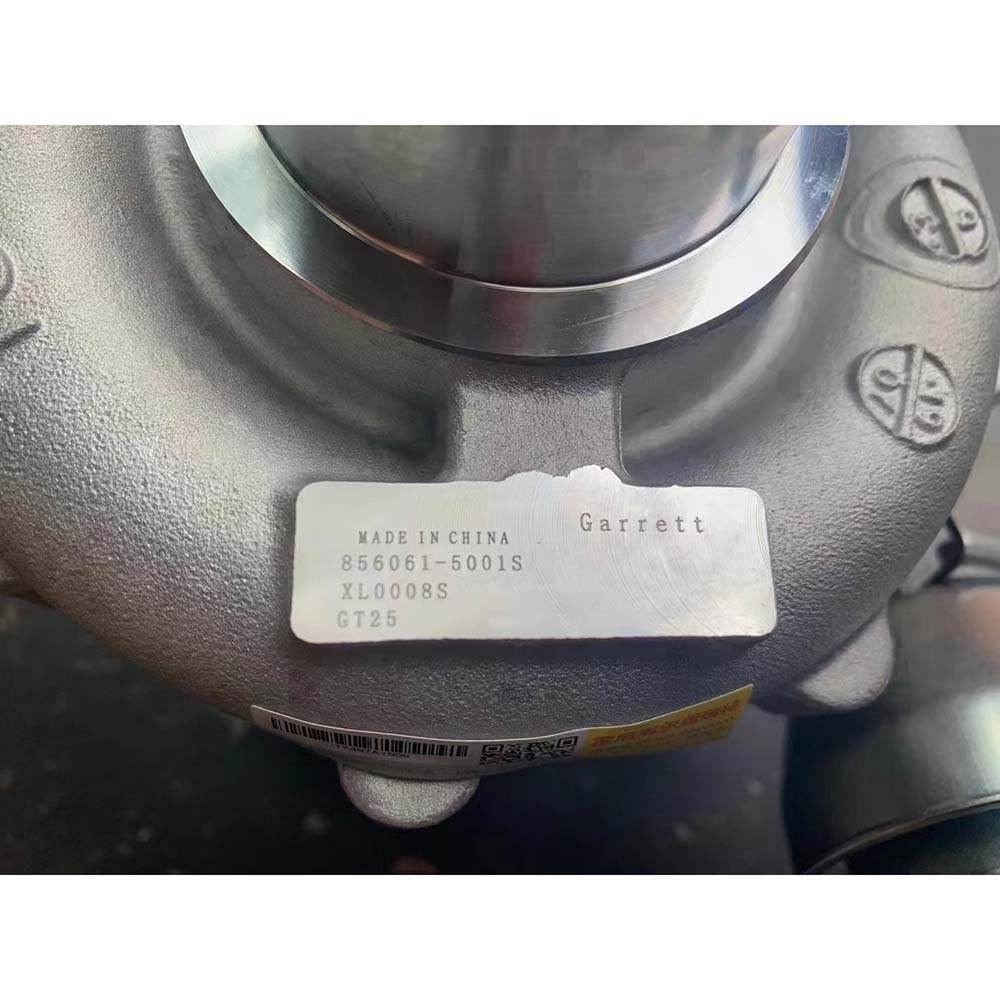 Garrett
MADE IN CHINA
856061-5001S
XL0008S
GT25